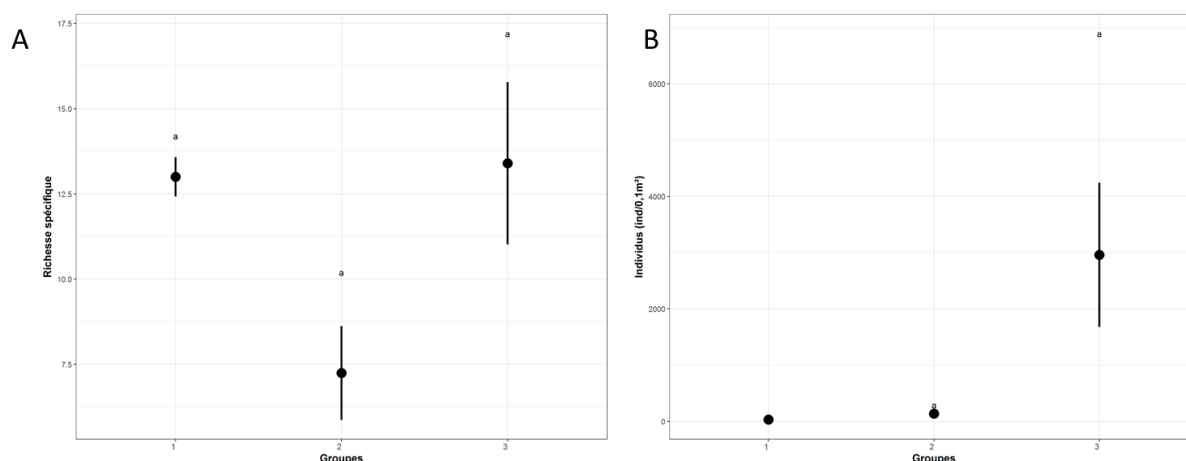 A
Richesse spécifique
17.5
15.0
12.5
10.0
7.5
a
a
a
1
2
3
Groupes
B
Individus (ind/0,1m²)
6000
4000
2000
0
a
a
1
2
3
Groupes